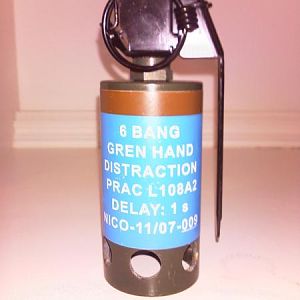 6 BANG
GREN HAND
DISTRACTION
PRAC L108A2
DELAY: 1 s
NICO-11/07-009